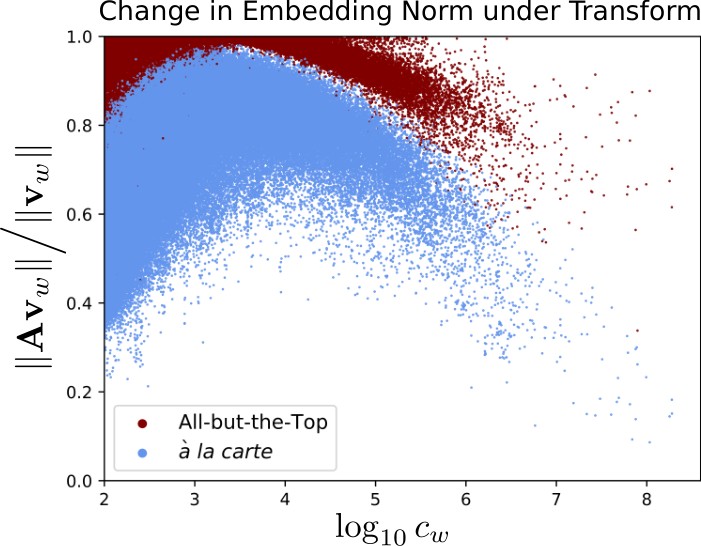 Change in Embedding Norm under Transform
1.0
0.8
0.6
0.4
0.2
0.0
‖Av_w‖ / ‖v_w‖
All-but-the-Top
à la carte
2 3 4 5 6 7 8
log₁₀ c_w